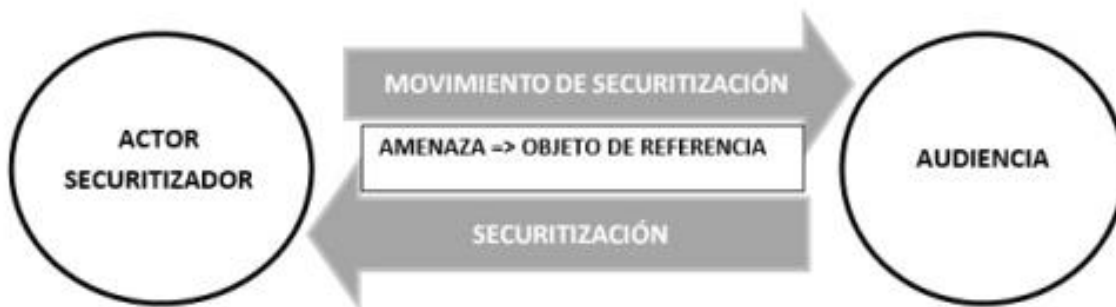 ACTOR
SECURITIZADOR
MOVIMIENTO DE SECURITIZACIÓN
AMENAZA => OBJETO DE REFERENCIA
SECURITIZACIÓN
AUDIENCIA